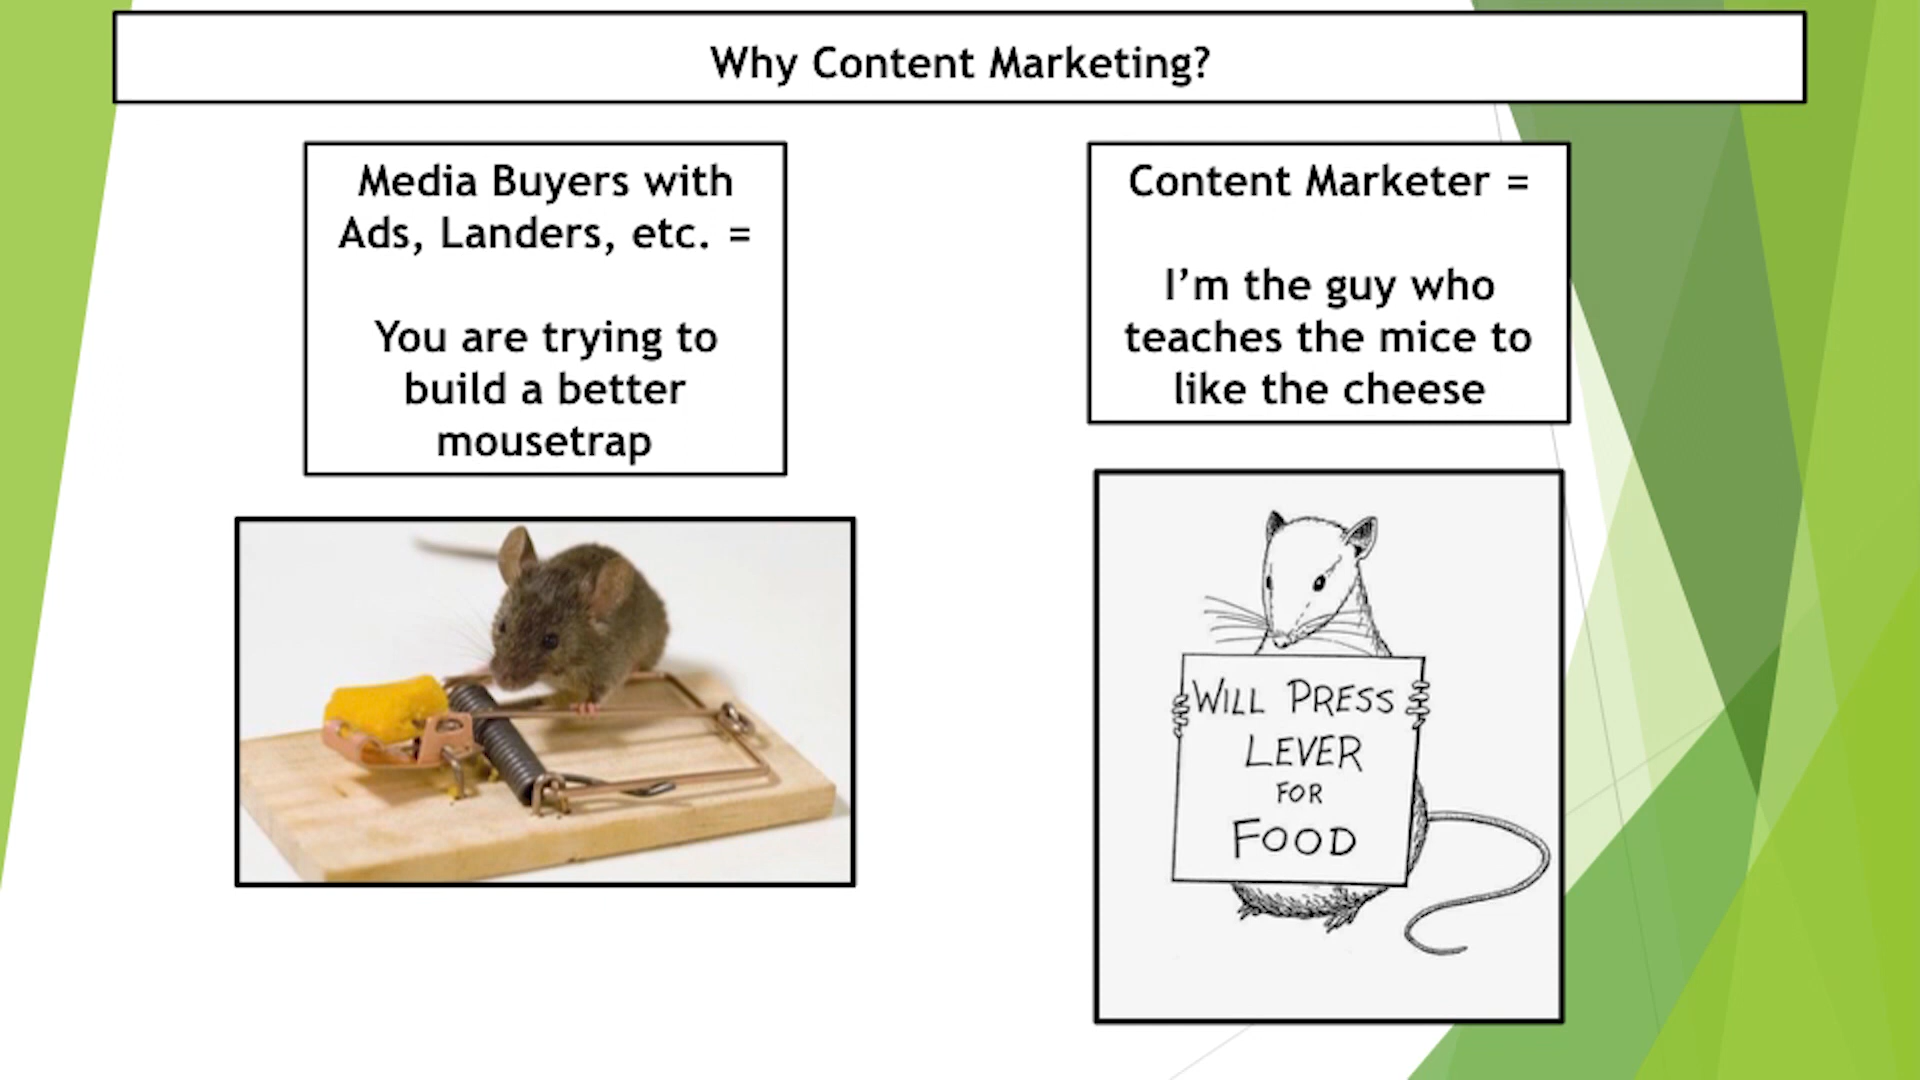 Why Content Marketing?
Media Buyers with
Ads, Landers, etc. =
You are trying to
build a better
mousetrap
Content Marketer =
I’m the guy who
teaches the mice to
like the cheese
WILL PRESS
LEVER
FOR
FOOD